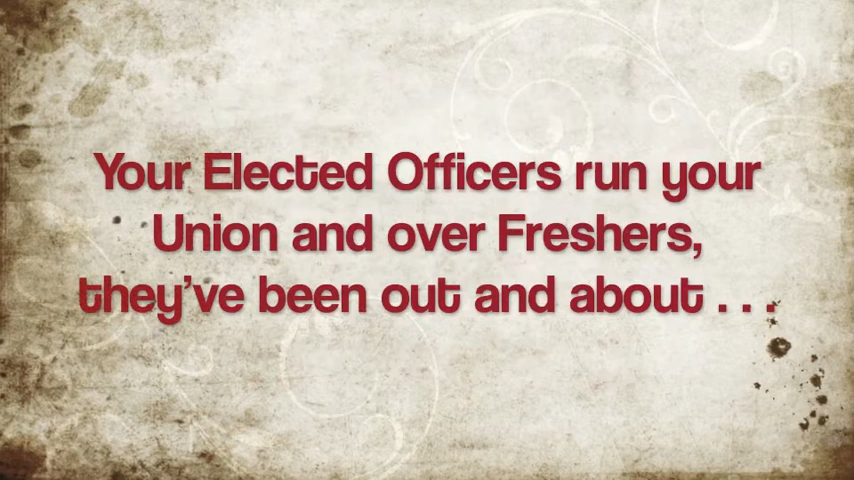 Your Elected Officers run your
Union and over Freshers,
they’ve been out and about . . .